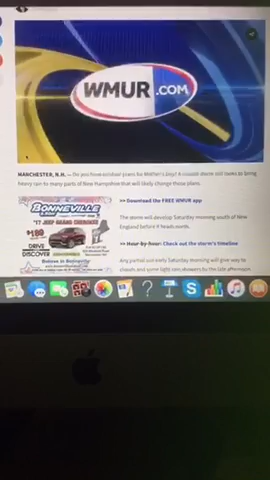 WMUR.COM
MANCHESTER, N.H. — Do you have outdoor plans for Mother's Day? A coastal storm still looks to bring
heavy rain to many parts of New Hampshire that will likely change those plans.
BONNEVILLE
>> Download the FREE WMUR app
'17 JEEP GRAND CHEROKEE
$189
The storm will develop Saturday morning south of New
England before it heads north.
DRIVE
DISCOVER
>> Hour-by-hour: Check out the storm's timeline
Believe in Bonneville
Any partial sun early Saturday morning will give way to
clouds and some light rain showers by the late afternoon.